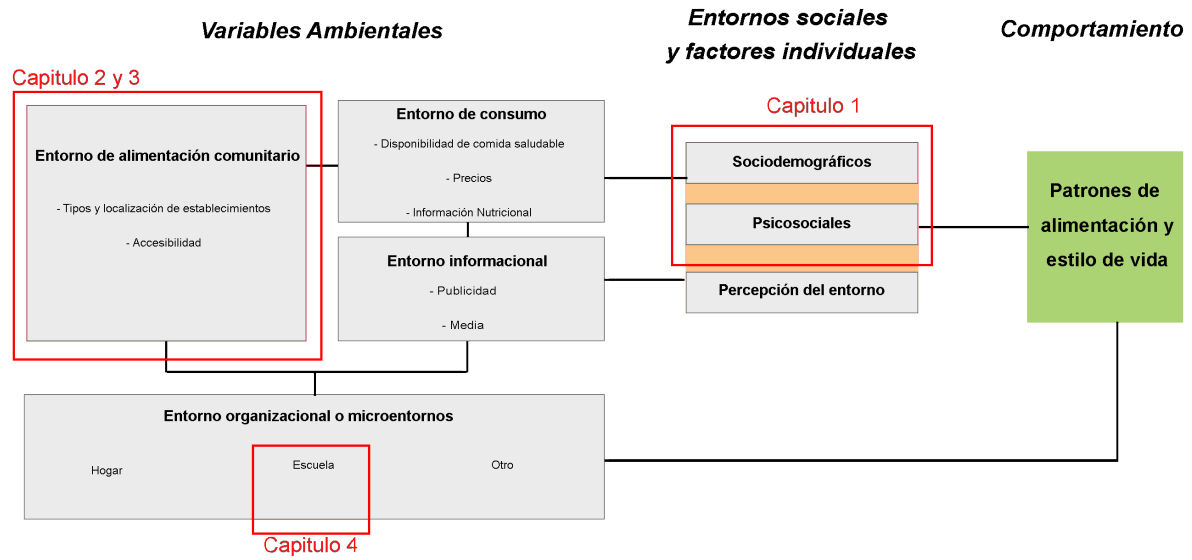 Variables Ambientales
Entornos sociales
y factores individuales
Comportamiento
Capitulo 2 y 3
Entorno de alimentación comunitario
- Tipos y localización de establecimientos
- Accesibilidad
Entorno de consumo
- Disponibilidad de comida saludable
- Precios
- Información Nutricional
Entorno informacional
- Publicidad
- Media
Capitulo 1
Sociodemográficos
Psicosociales
Percepción del entorno
Patrones de
alimentación y
estilo de vida
Entorno organizacional o microentornos
Hogar
Escuela
Otro
Capitulo 4